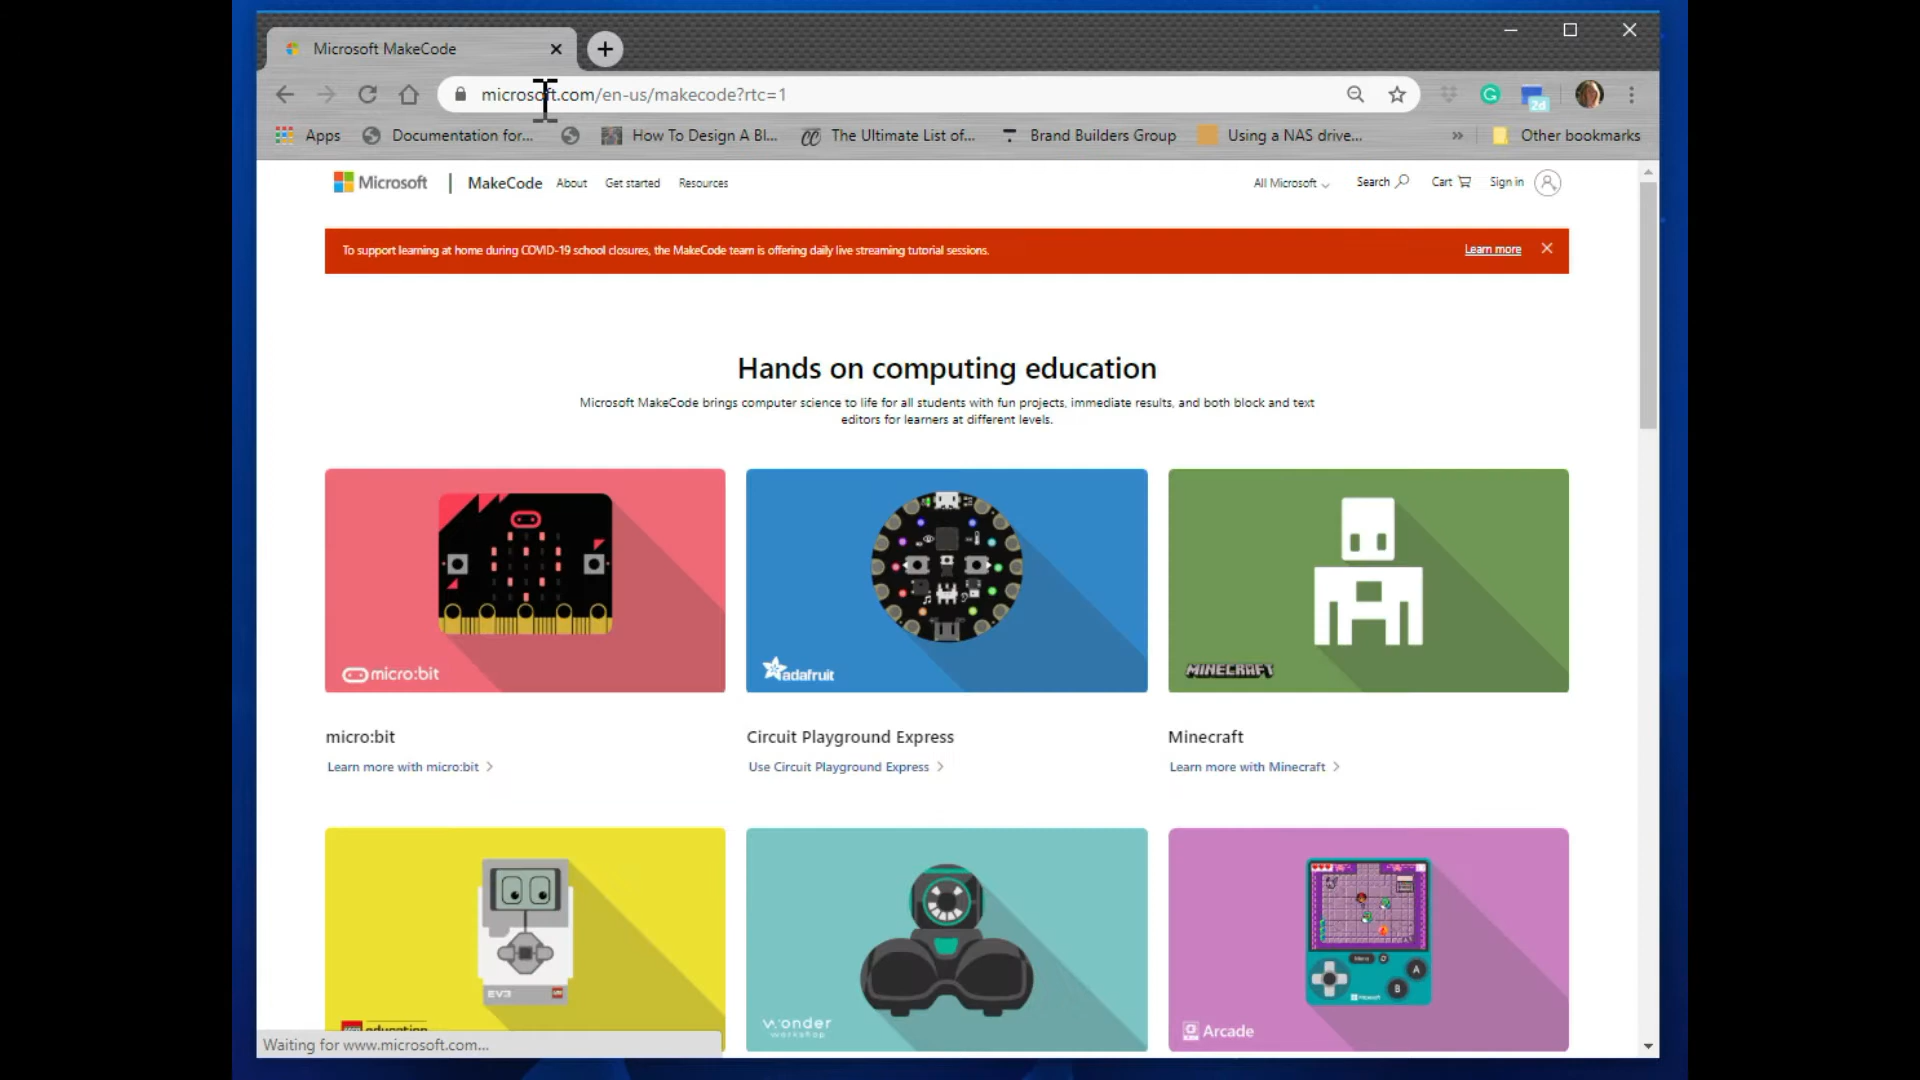 Microsoft MakeCode
microsoft.com/en-us/makecode?rtc=1
2d
Apps Documentation for... How To Design A Bl... The Ultimate List of... Brand Builders Group Using a NAS drive... » Other bookmarks
Microsoft | MakeCode About Get started Resources All Microsoft Search Cart Sign in
To support learning at home during COVID-19 school closures, the MakeCode team is offering daily live streaming tutorial sessions. Learn more
Hands on computing education
Microsoft MakeCode brings computer science to life for all students with fun projects, immediate results, and both block and text
editors for learners at different levels.
micro:bit
adafruit
MINECRAFT
micro:bit
Circuit Playground Express
Minecraft
Learn more with micro:bit
Use Circuit Playground Express
Learn more with Minecraft
EV3
education
wonder
workshop
Menu
A
B
Microsoft
Arcade
Waiting for www.microsoft.com...